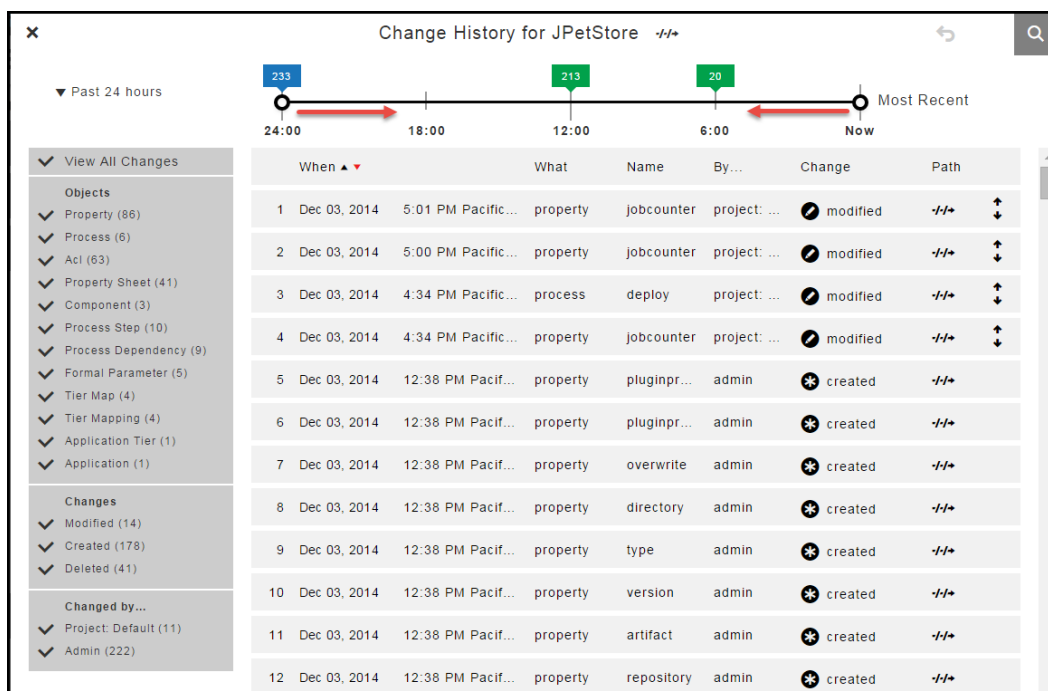 Change History for JPetStore
Past 24 hours
233
213
20
Most Recent
24:00 18:00 12:00 6:00 Now
View All Changes
Objects
Property (86)
Process (6)
Acl (63)
Property Sheet (41)
Component (3)
Process Step (10)
Process Dependency (9)
Formal Parameter (5)
Tier Map (4)
Tier Mapping (4)
Application Tier (1)
Application (1)
Changes
Modified (14)
Created (178)
Deleted (41)
Changed by...
Project: Default (11)
Admin (222)
When What Name By... Change Path
1 Dec 03, 2014 5:01 PM Pacific... property jobcounter project: ... modified
2 Dec 03, 2014 5:00 PM Pacific... property jobcounter project: ... modified
3 Dec 03, 2014 4:34 PM Pacific... process deploy project: ... modified
4 Dec 03, 2014 4:34 PM Pacific... property jobcounter project: ... modified
5 Dec 03, 2014 12:38 PM Pacif... property pluginpr... admin created
6 Dec 03, 2014 12:38 PM Pacif... property pluginpr... admin created
7 Dec 03, 2014 12:38 PM Pacif... property overwrite admin created
8 Dec 03, 2014 12:38 PM Pacif... property directory admin created
9 Dec 03, 2014 12:38 PM Pacif... property type admin created
10 Dec 03, 2014 12:38 PM Pacif... property version admin created
11 Dec 03, 2014 12:38 PM Pacif... property artifact admin created
12 Dec 03, 2014 12:38 PM Pacif... property repository admin created